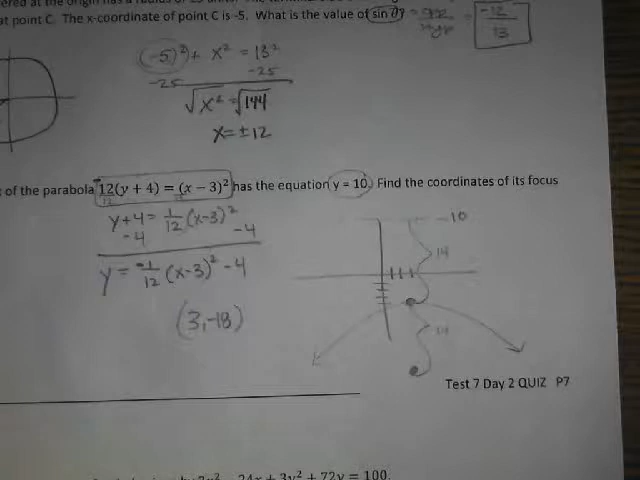 at point C. The x-coordinate of point C is -5. What is the value of sin θ? = = -12/13
(-5)² + x² = 13²
-25 -25
√x² = √144
x = ±12
of the parabola -12(y + 4) = (x – 3)² has the equation y = 10. Find the coordinates of its focus
12 12
y+4 = 1/12 (x-3)²
-4 -4
y = -1/12 (x-3)² - 4
(3, -18)
10
14
14
Test 7 Day 2 QUIZ P7
24x + 3y² + 72y = 100.